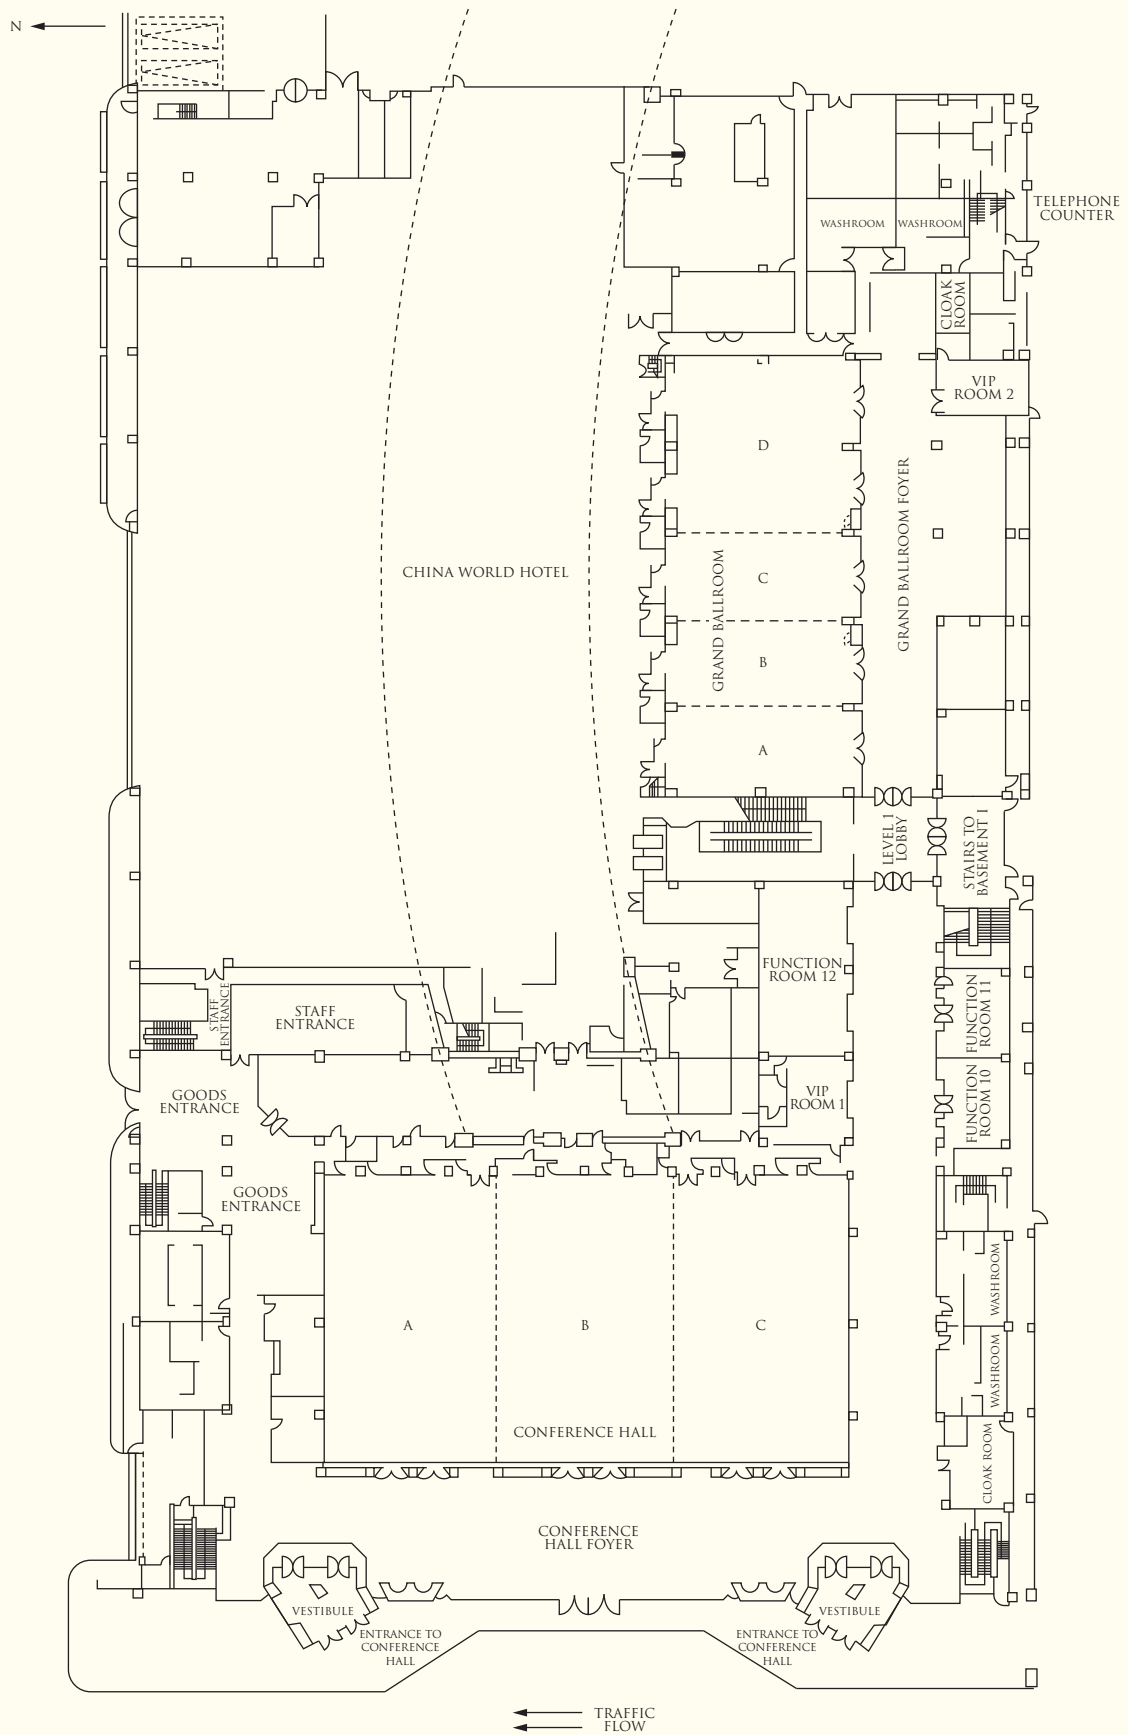 N
TELEPHONE
COUNTER
WASHROOM
WASHROOM
CLOAK
ROOM
VIP
ROOM 2
D
GRAND BALLROOM FOYER
CHINA WORLD HOTEL
GRAND BALLROOM
C
B
A
LEVEL 1
LOBBY
STAIRS TO
BASEMENT I
FUNCTION
ROOM 12
FUNCTION
ROOM 11
STAFF
ENTRANCE
STAFF
ENTRANCE
FUNCTION
ROOM 10
GOODS
ENTRANCE
VIP
ROOM 1
GOODS
ENTRANCE
WASHROOM
A
B
C
WASHROOM
CONFERENCE HALL
CLOAK ROOM
CONFERENCE
HALL FOYER
VESTIBULE
VESTIBULE
ENTRANCE TO
CONFERENCE
HALL
ENTRANCE TO
CONFERENCE
HALL
TRAFFIC
FLOW